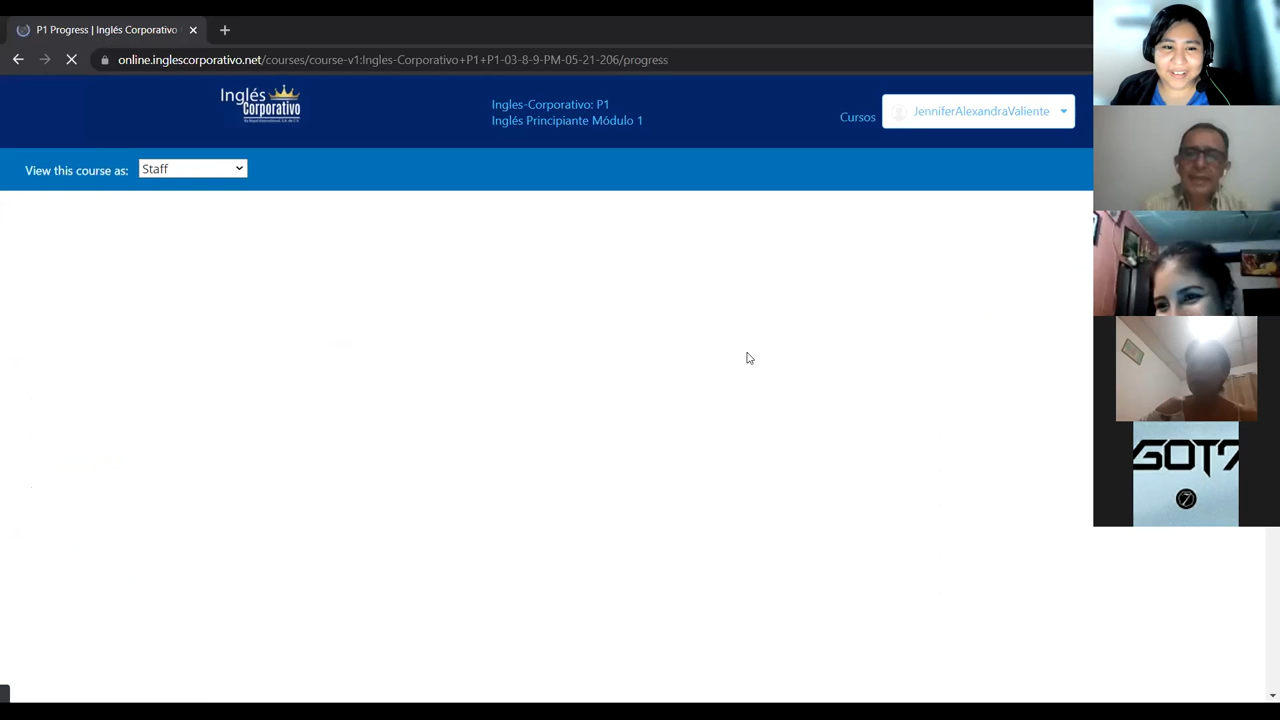 P1 Progress | Inglés Corporativo
online.inglescorporativo.net/courses/course-v1:Ingles-Corporativo+P1+P1-03-8-9-PM-05-21-206/progress
Inglés
Corporativo
Ingles-Corporativo: P1
Inglés Principiante Módulo 1
Cursos
JenniferAlexandraValiente
View this course as:
Staff
GOT7
7